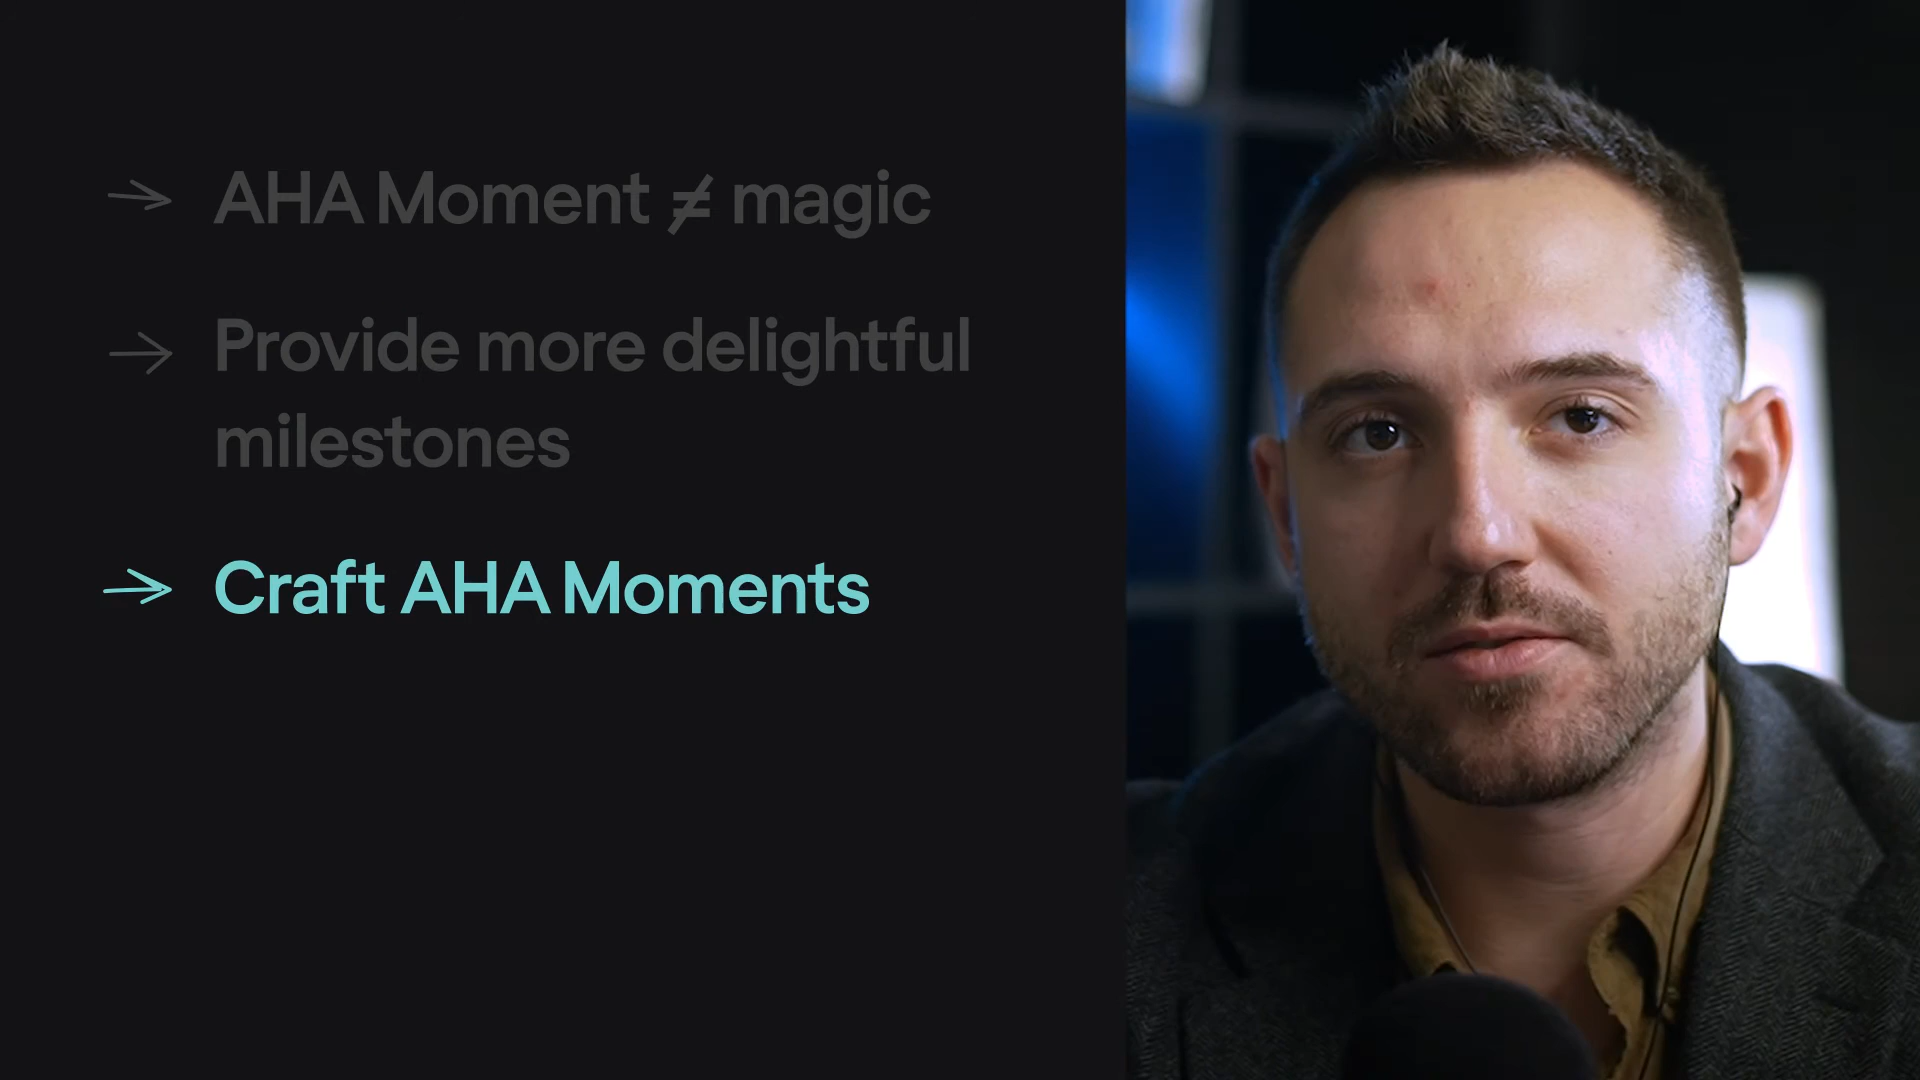 → AHA Moment ≠ magic
→ Provide more delightful
milestones
→ Craft AHA Moments